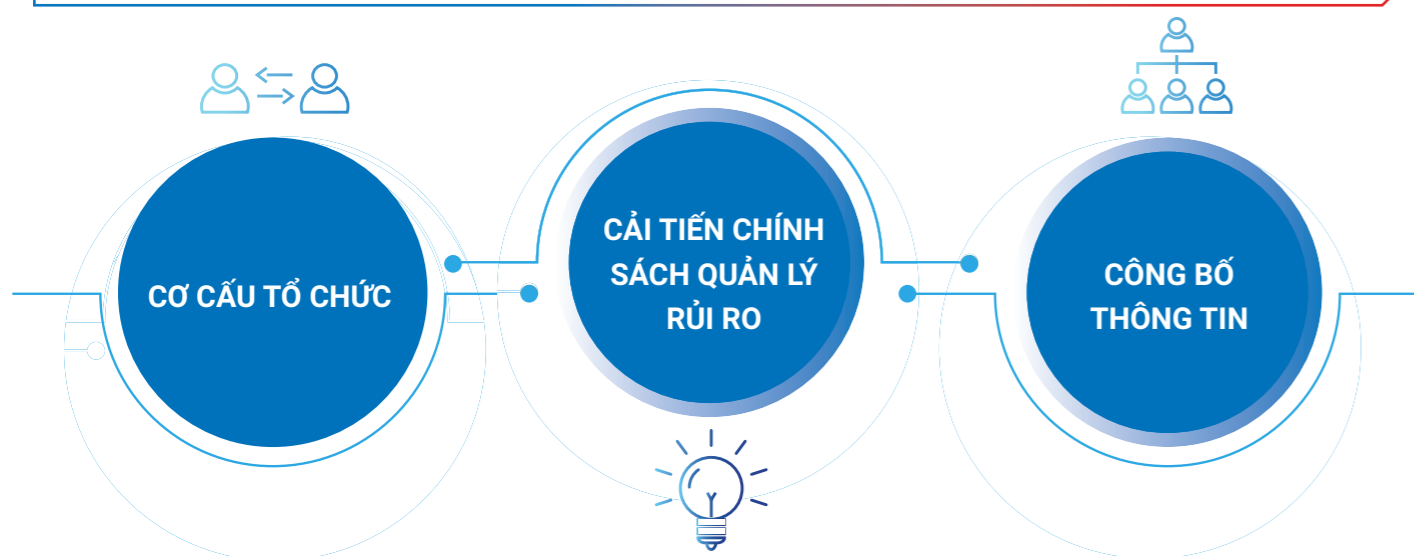 CƠ CẤU TỔ CHỨC
CẢI TIẾN CHÍNH
SÁCH QUẢN LÝ
RỦI RO
CÔNG BỐ
THÔNG TIN